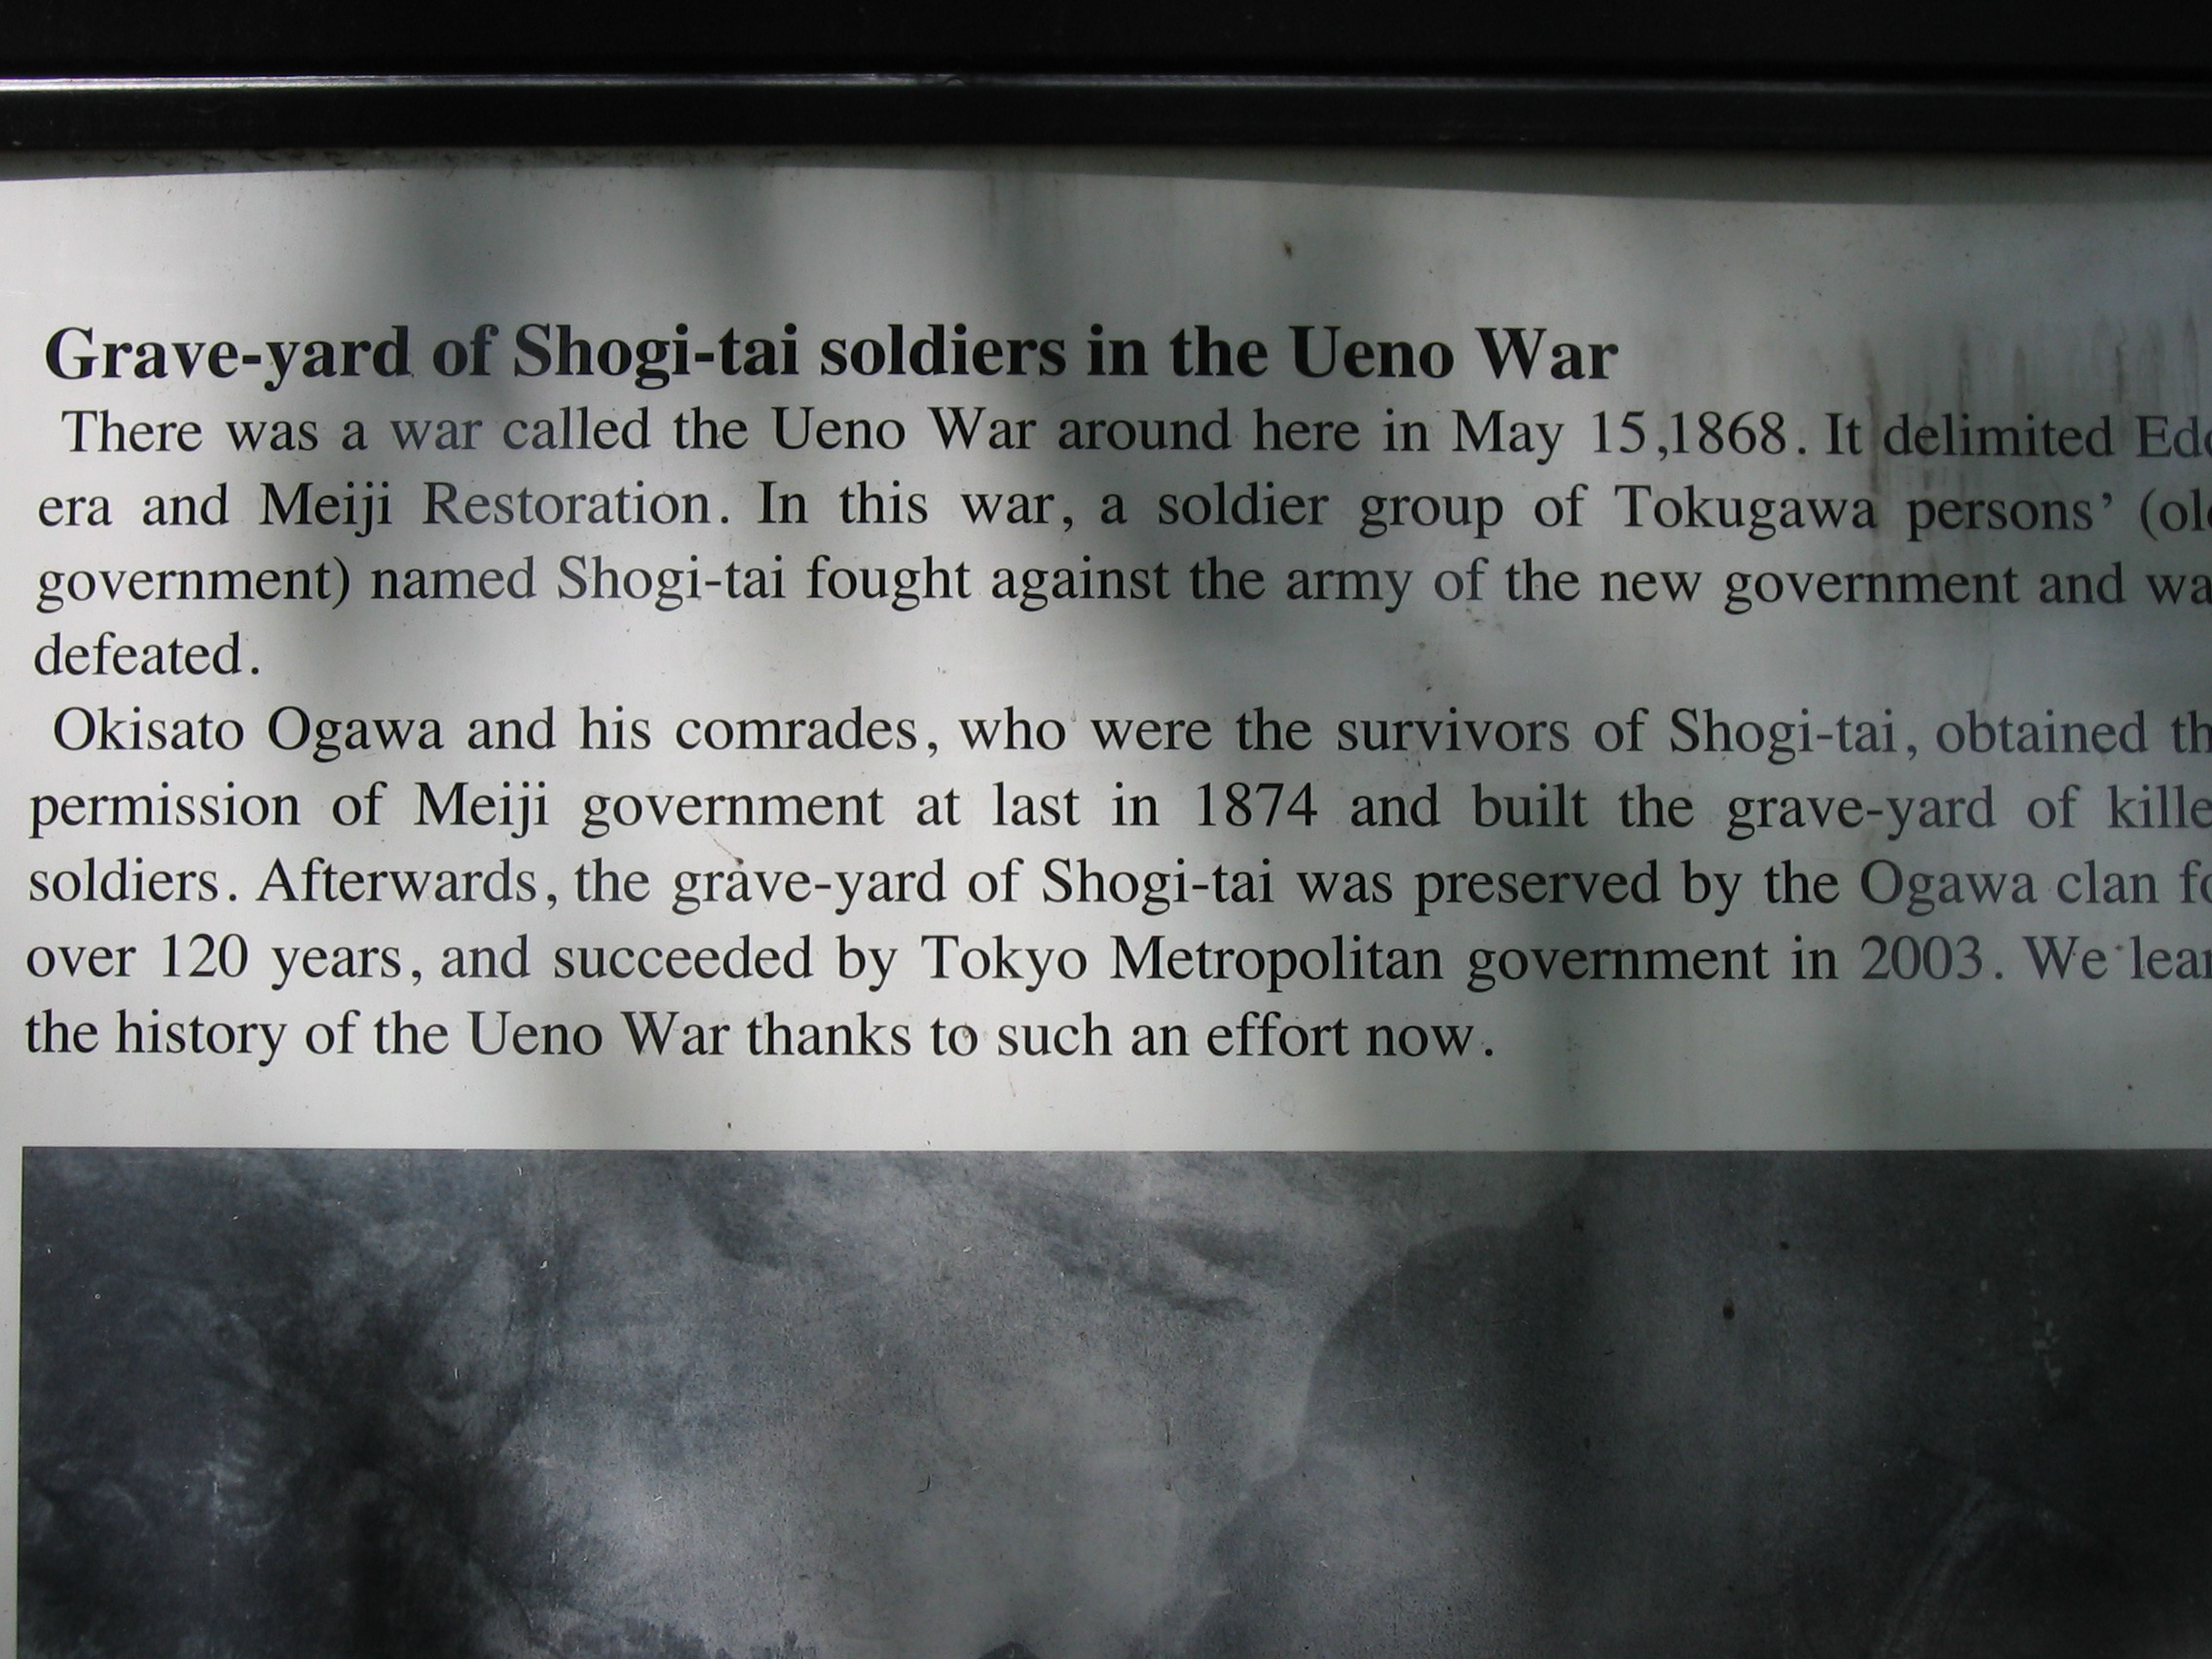 Grave-yard of Shogi-tai soldiers in the Ueno War
There was a war called the Ueno War around here in May 15,1868. It delimited
era and Meiji Restoration. In this war, a soldier group of Tokugawa persons’
government) named Shogi-tai fought against the army of the new government and
defeated.
Okisato Ogawa and his comrades, who were the survivors of Shogi-tai, obtained
permission of Meiji government at last in 1874 and built the grave-yard of
soldiers. Afterwards, the grave-yard of Shogi-tai was preserved by the Ogawa clan
over 120 years, and succeeded by Tokyo Metropolitan government in 2003. We
the history of the Ueno War thanks to such an effort now.